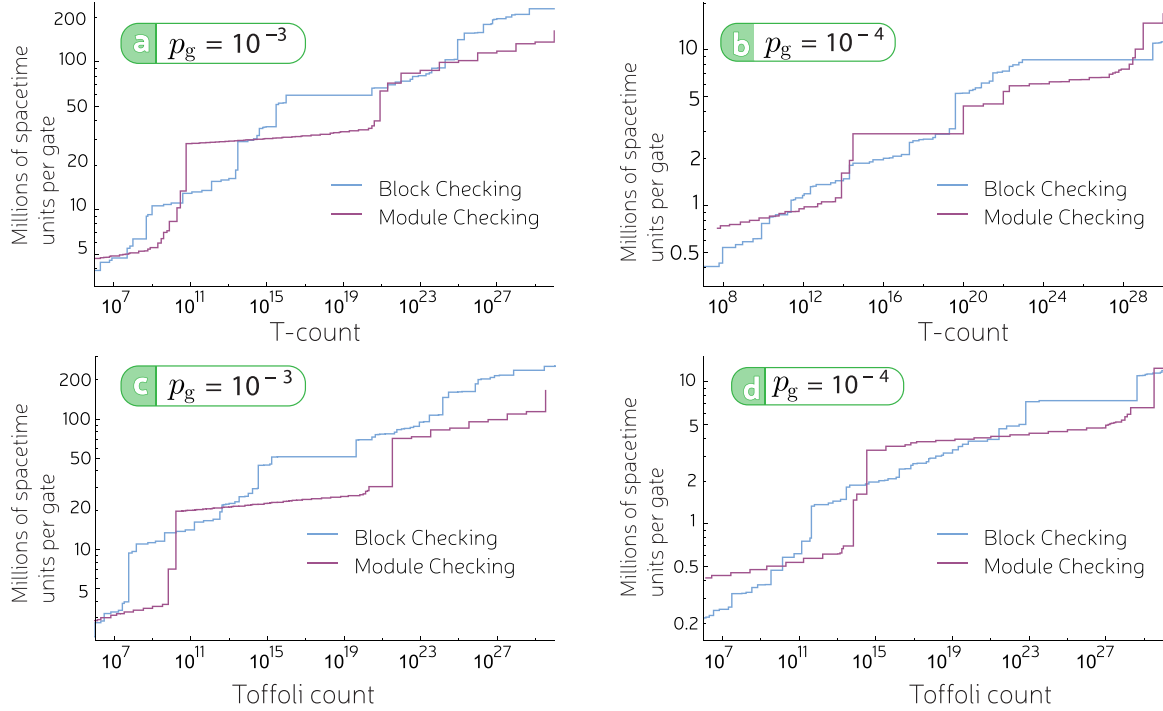 a p_g = 10^−3
Millions of spacetime
units per gate
200
100
50
20
10
5
Block Checking
Module Checking
10^7 10^11 10^15 10^19 10^23 10^27
T-count
b p_g = 10^−4
Millions of spacetime
units per gate
10
5
2
1
0.5
Block Checking
Module Checking
10^8 10^12 10^16 10^20 10^24 10^28
T-count
c p_g = 10^−3
Millions of spacetime
units per gate
200
100
50
20
10
5
Block Checking
Module Checking
10^7 10^11 10^15 10^19 10^23 10^27
Toffoli count
d p_g = 10^−4
Millions of spacetime
units per gate
10
5
2
1
0.5
0.2
Block Checking
Module Checking
10^7 10^11 10^15 10^19 10^23 10^27
Toffoli count